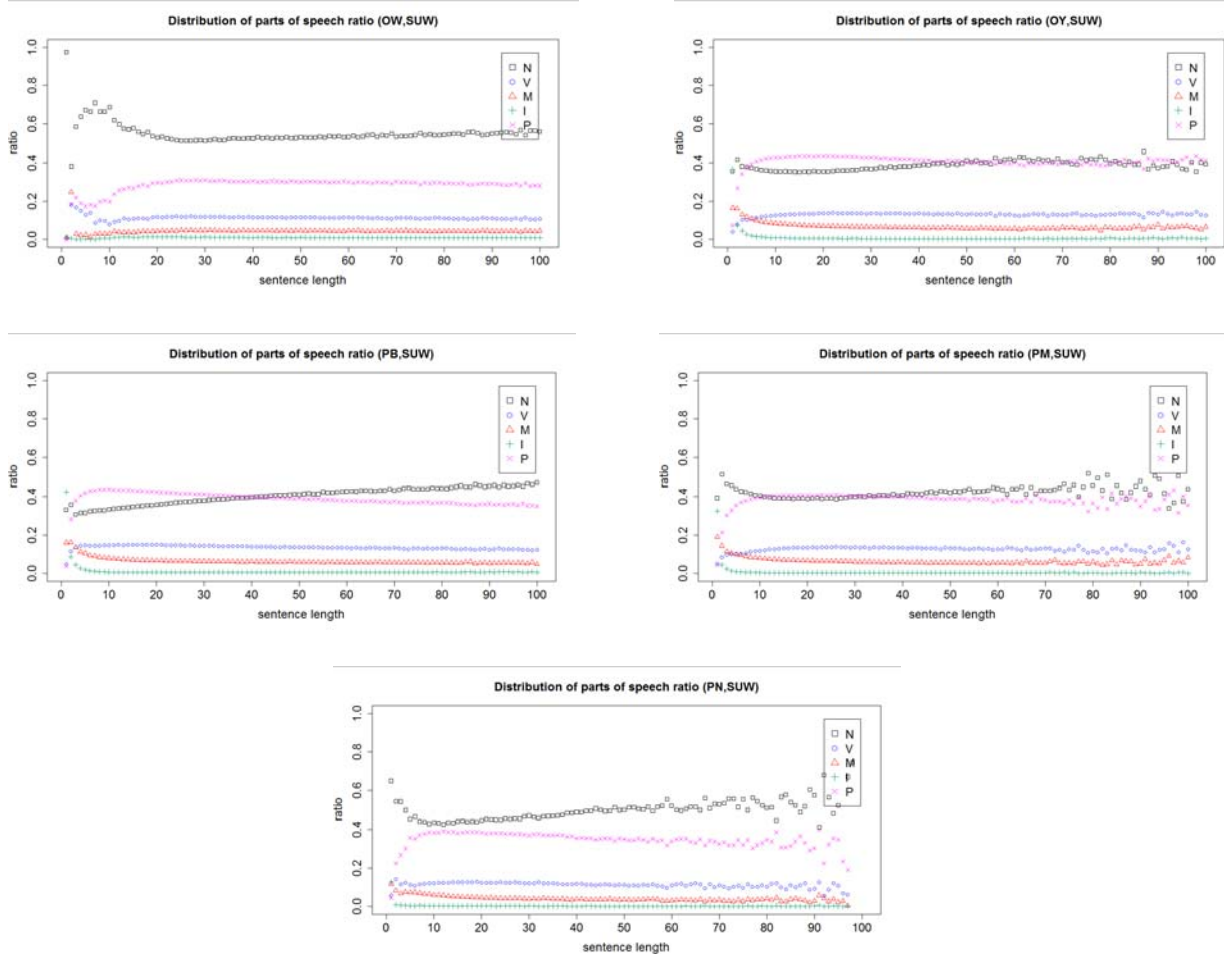 Distribution of parts of speech ratio (OW,SUW)
ratio
1.0
0.8
0.6
0.4
0.2
0.0
N
V
M
I
P
0 10 20 30 40 50 60 70 80 90 100
sentence length
Distribution of parts of speech ratio (OY,SUW)
ratio
1.0
0.8
0.6
0.4
0.2
0.0
N
V
M
I
P
0 10 20 30 40 50 60 70 80 90 100
sentence length
Distribution of parts of speech ratio (PB,SUW)
ratio
1.0
0.8
0.6
0.4
0.2
0.0
N
V
M
I
P
0 10 20 30 40 50 60 70 80 90 100
sentence length
Distribution of parts of speech ratio (PM,SUW)
ratio
1.0
0.8
0.6
0.4
0.2
0.0
N
V
M
I
P
0 10 20 30 40 50 60 70 80 90 100
sentence length
Distribution of parts of speech ratio (PN,SUW)
ratio
1.0
0.8
0.6
0.4
0.2
0.0
N
V
M
I
P
0 10 20 30 40 50 60 70 80 90 100
sentence length